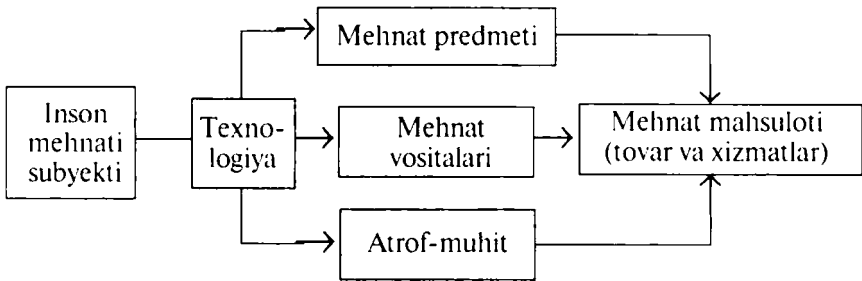 Mehnat predmeti
Inson
mehnati
subyekti
Texno-
logiya
Mehnat
vositalari
Mehnat mahsuloti
(tovar va xizmatlar)
Atrof-muhit